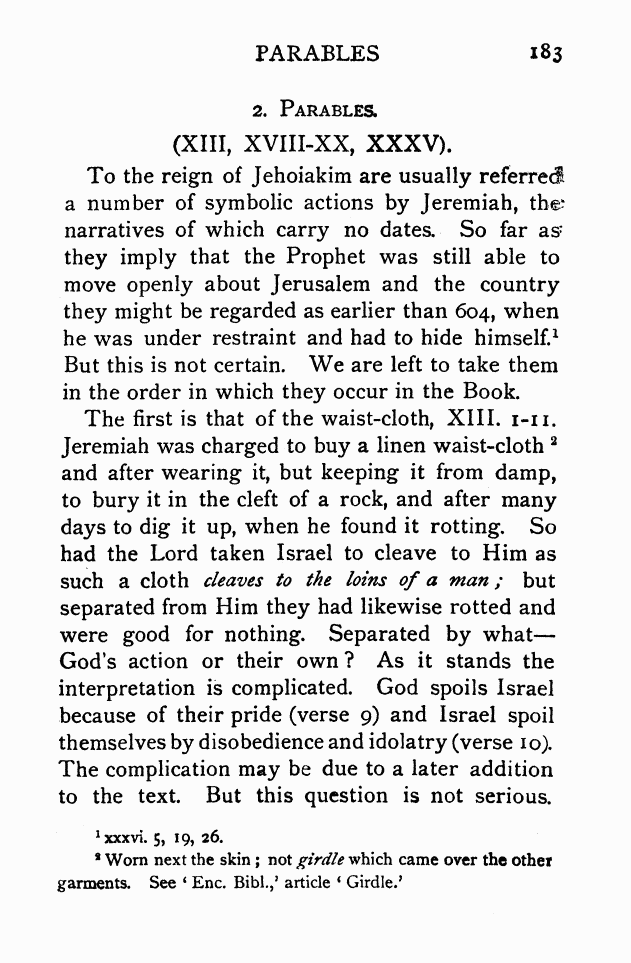 PARABLES 183
2. PARABLES.
(XIII, XVIII-XX, XXXV).
To the reign of Jehoiakim are usually referred
a number of symbolic actions by Jeremiah, the
narratives of which carry no dates. So far as
they imply that the Prophet was still able to
move openly about Jerusalem and the country
they might be regarded as earlier than 604, when
he was under restraint and had to hide himself.¹
But this is not certain. We are left to take them
in the order in which they occur in the Book.
The first is that of the waist-cloth, XIII. 1-11.
Jeremiah was charged to buy a linen waist-cloth ²
and after wearing it, but keeping it from damp,
to bury it in the cleft of a rock, and after many
days to dig it up, when he found it rotting. So
had the Lord taken Israel to cleave to Him as
such a cloth cleaves to the loins of a man; but
separated from Him they had likewise rotted and
were good for nothing. Separated by what—
God's action or their own? As it stands the
interpretation is complicated. God spoils Israel
because of their pride (verse 9) and Israel spoil
themselves by disobedience and idolatry (verse 10).
The complication may be due to a later addition
to the text. But this question is not serious.
¹ xxxvi. 5, 19, 26.
² Worn next the skin; not girdle which came over the other
garments. See ‘Enc. Bibl.,’ article ‘Girdle.’